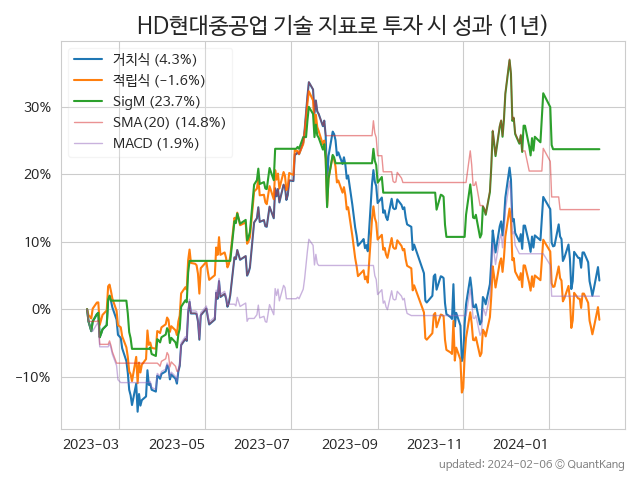 HD현대중공업 기술 지표로 투자 시 성과 (1년)
거치식 (4.3%)
적립식 (−1.6%)
SigM (23.7%)
SMA(20) (14.8%)
MACD (1.9%)
30%
20%
10%
0%
−10%
2023-03 2023-05 2023-07 2023-09 2023-11 2024-01
updated: 2024-02-06 © QuantKang